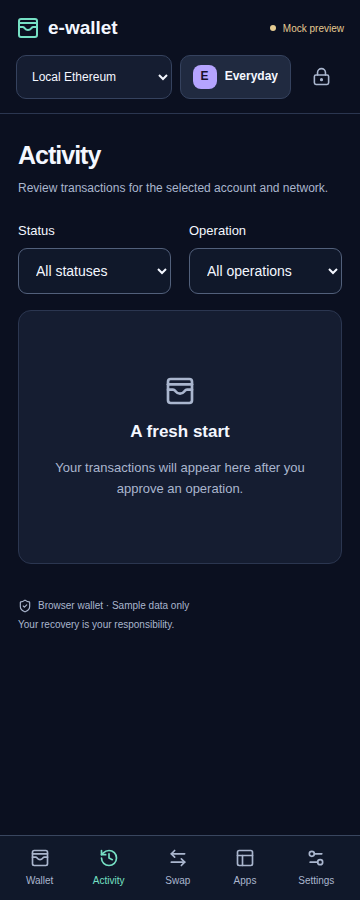 e-wallet
Mock preview
Local Ethereum
E
Everyday
Activity
Review transactions for the selected account and network.
Status
Operation
All statuses
All operations
A fresh start
Your transactions will appear here after you
approve an operation.
Browser wallet · Sample data only
Your recovery is your responsibility.
Wallet
Activity
Swap
Apps
Settings